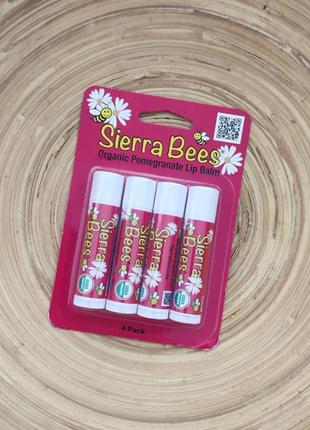 Sierra Bees
Organic Pomegranate Lip Balm
Sierra
Bees
Sierra
Bees
Sierra
Bees
Sierra
Bees
4 Pack